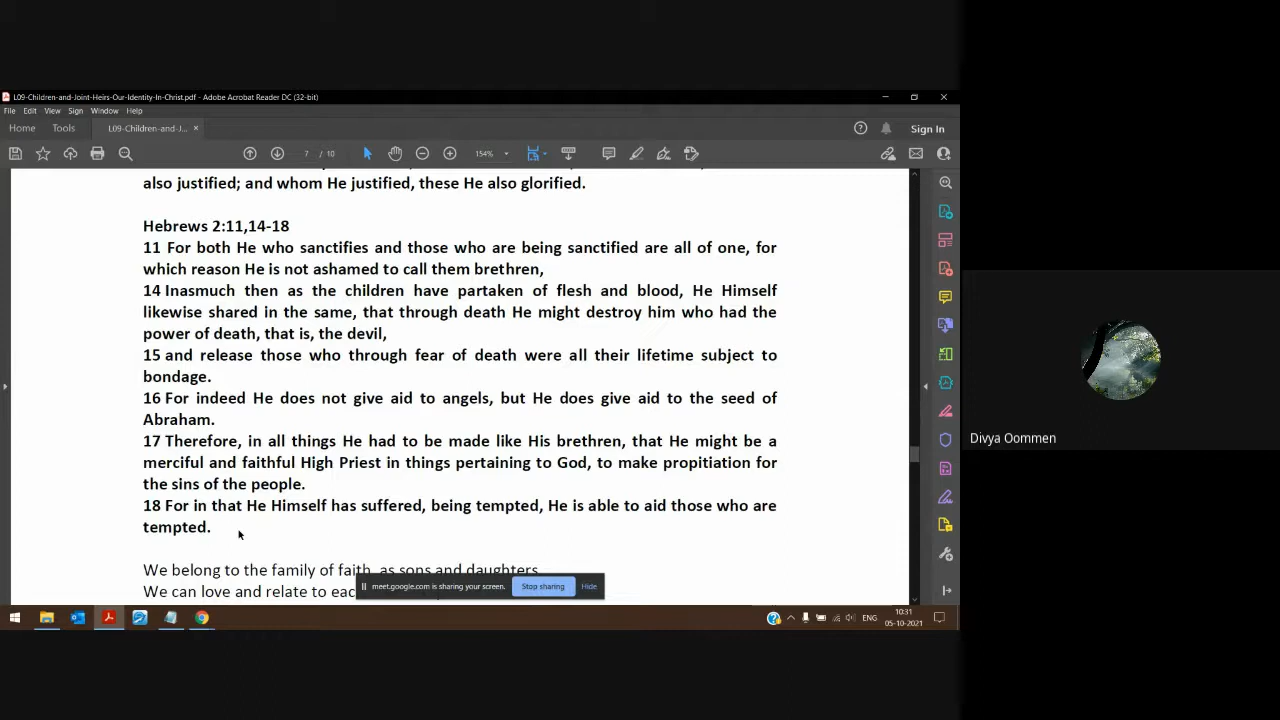 L09-Children-and-Joint-Heirs-Our-Identity-In-Christ.pdf - Adobe Acrobat Reader DC (32-bit)
File Edit View Sign Window Help
Home Tools L09-Children-and-J... × Sign In
7 / 10 154%
also justified; and whom He justified, these He also glorified.
Hebrews 2:11,14-18
11 For both He who sanctifies and those who are being sanctified are all of one, for
which reason He is not ashamed to call them brethren,
14 Inasmuch then as the children have partaken of flesh and blood, He Himself
likewise shared in the same, that through death He might destroy him who had the
power of death, that is, the devil,
15 and release those who through fear of death were all their lifetime subject to
bondage.
16 For indeed He does not give aid to angels, but He does give aid to the seed of
Abraham.
17 Therefore, in all things He had to be made like His brethren, that He might be a
merciful and faithful High Priest in things pertaining to God, to make propitiation for
the sins of the people.
18 For in that He Himself has suffered, being tempted, He is able to aid those who are
tempted.
We belong to the family of faith, as sons and daughters
We can love and relate to eac
meet.google.com is sharing your screen. Stop sharing Hide
ENG
10:31
05-10-2021
Divya Oommen